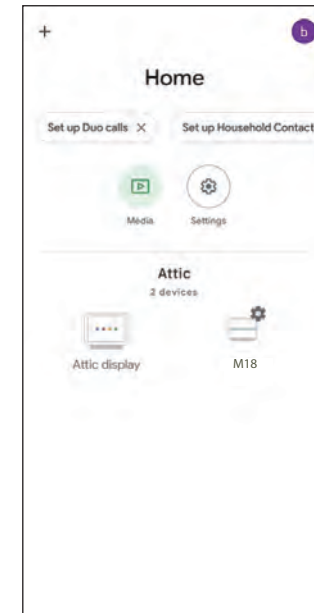 + b
Home
Set up Duo calls × Set up Household Contact
Media Settings
Attic
2 devices
Attic display M18